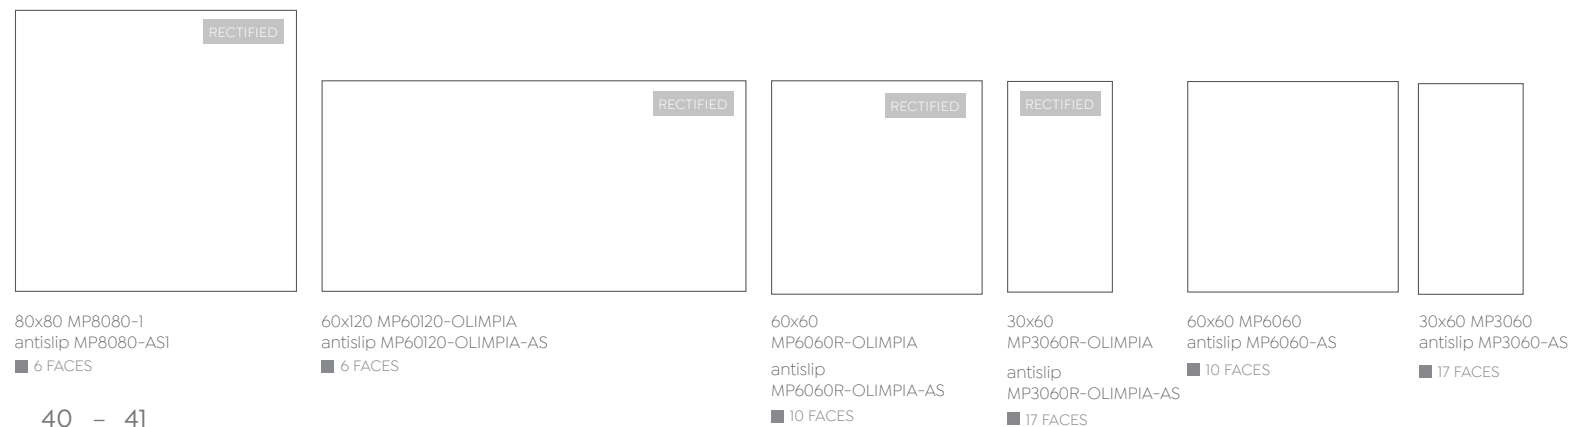 RECTIFIED
80x80 MP8080-1
antislip MP8080-AS1
6 FACES
RECTIFIED
60x120 MP60120-OLIMPIA
antislip MP60120-OLIMPIA-AS
6 FACES
RECTIFIED
60x60
MP6060R-OLIMPIA
antislip
MP6060R-OLIMPIA-AS
10 FACES
RECTIFIED
30x60
MP3060R-OLIMPIA
antislip
MP3060R-OLIMPIA-AS
17 FACES
60x60 MP6060
antislip MP6060-AS
10 FACES
30x60 MP3060
antislip MP3060-AS
17 FACES
40 – 41